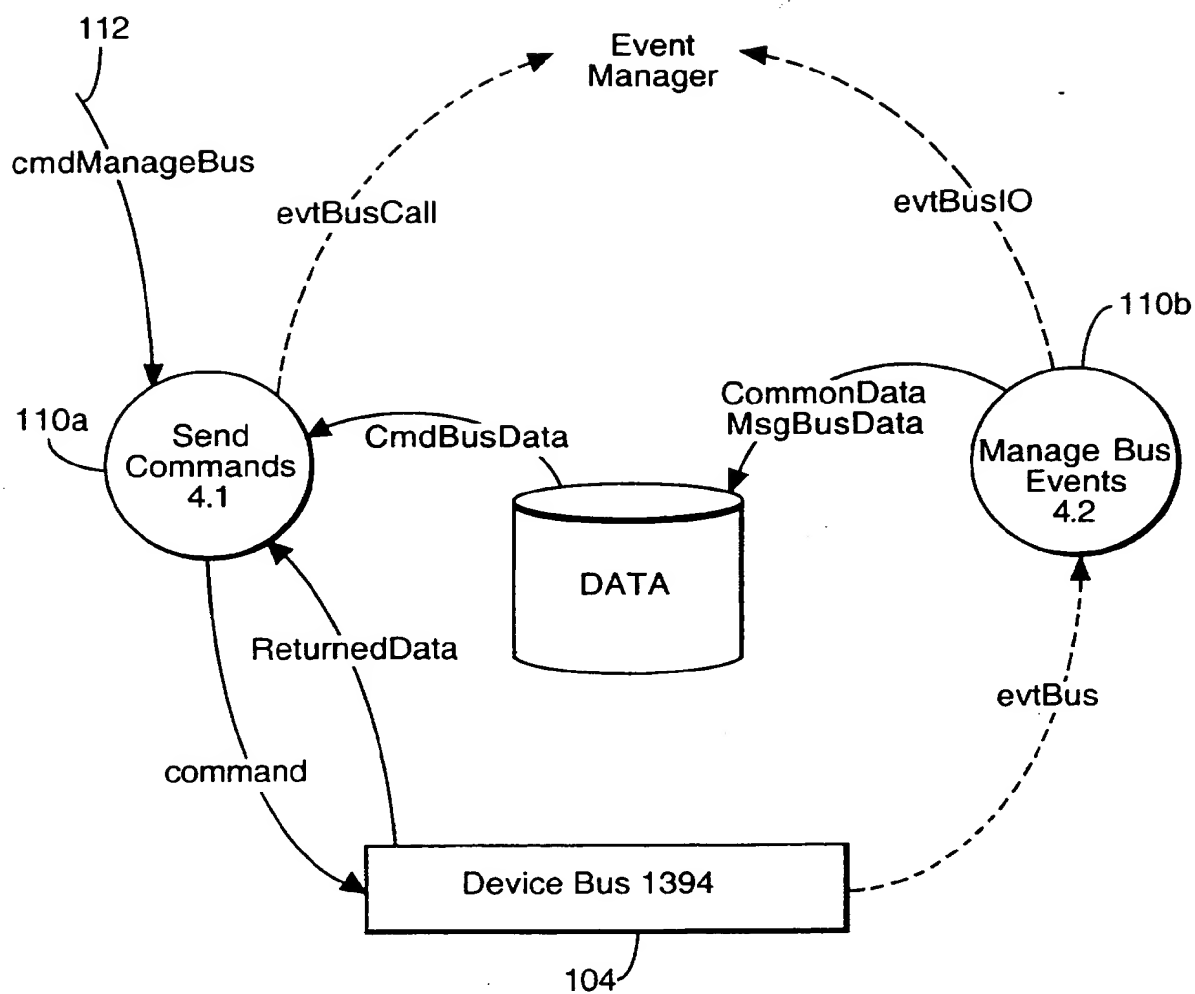 112
Event
Manager
cmdManageBus
evtBusCall
evtBusIO
110b
110a
Send
Commands
4.1
CmdBusData
CommonData
MsgBusData
Manage Bus
Events
4.2
DATA
ReturnedData
evtBus
command
Device Bus 1394
104